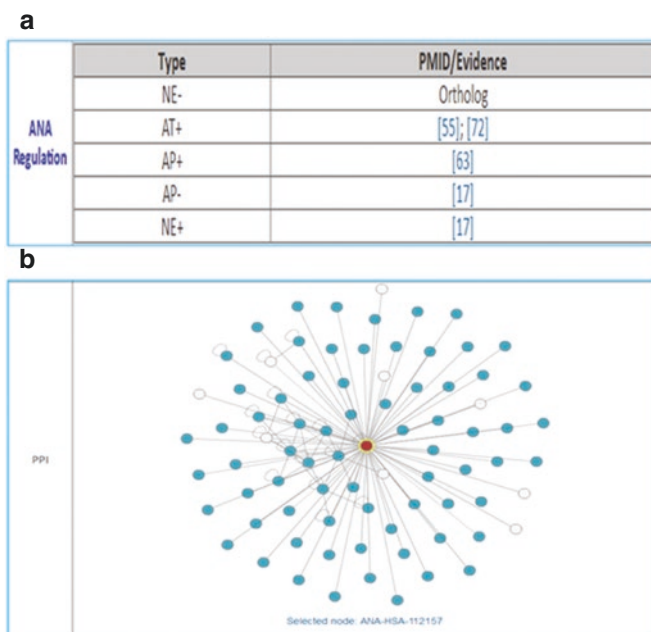 a
Type PMID/Evidence
NE- Ortholog
ANA Regulation
AT+ [55]; [72]
AP+ [63]
AP- [17]
NE+ [17]
b
PPI
Selected node: ANA-HSA-112157